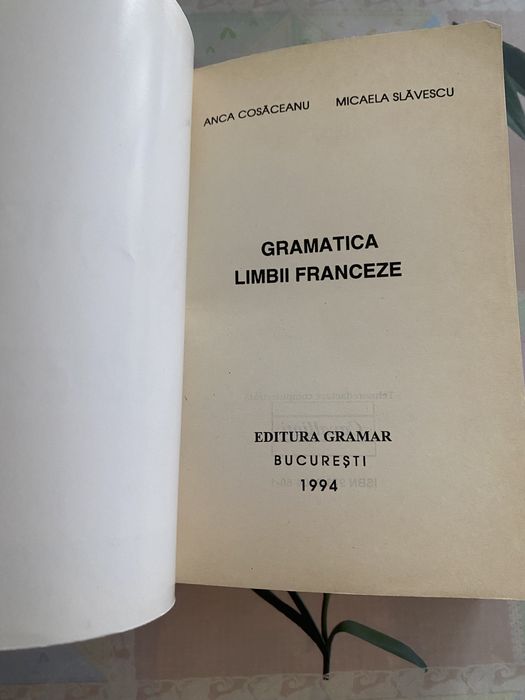 ANCA COSĂCEANU MICAELA SLĂVESCU
GRAMATICA
LIMBII FRANCEZE
EDITURA GRAMAR
BUCUREȘTI
1994